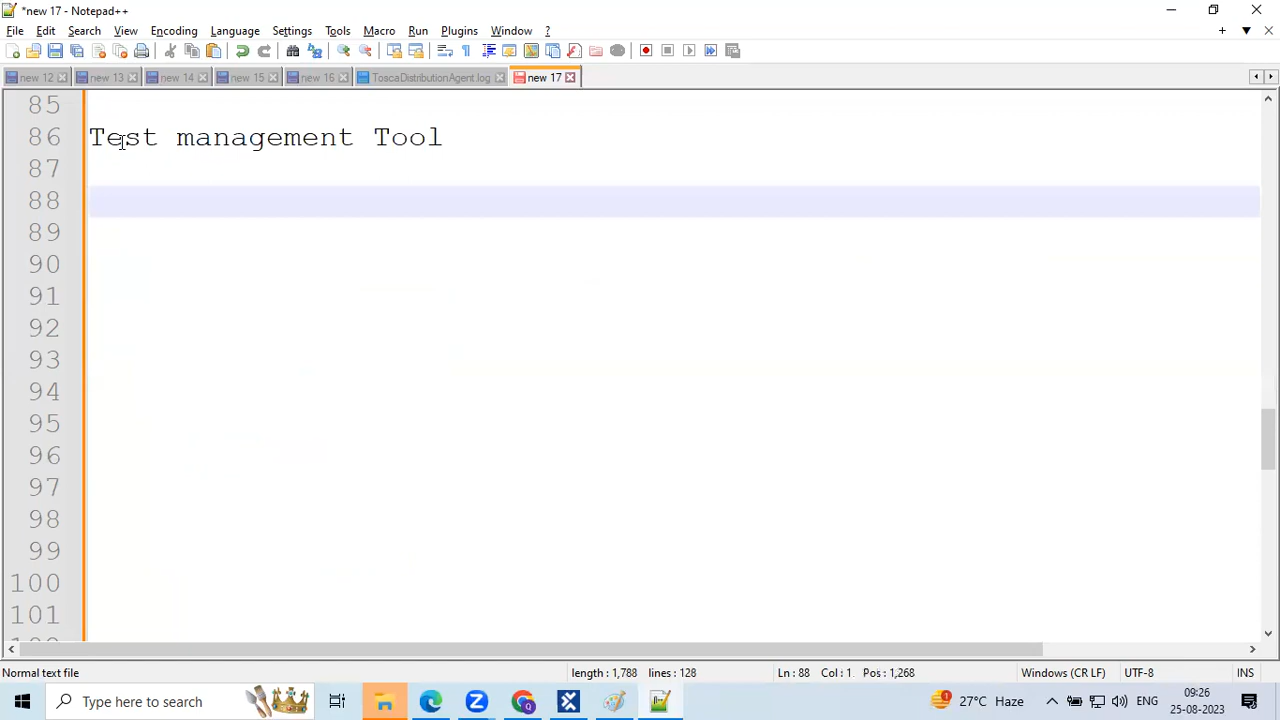 *new 17 - Notepad++
File Edit Search View Encoding Language Settings Tools Macro Run Plugins Window ?
new 12 new 13 new 14 new 15 new 16 ToscaDistributionAgent.log new 17
85
86 Test management Tool
87
88
89
90
91
92
93
94
95
96
97
98
99
100
101
Normal text file length : 1,788 lines : 128 Ln : 88 Col : 1 Pos : 1,268 Windows (CR LF) UTF-8 INS
Type here to search 27°C Haze ENG 09:26
25-08-2023